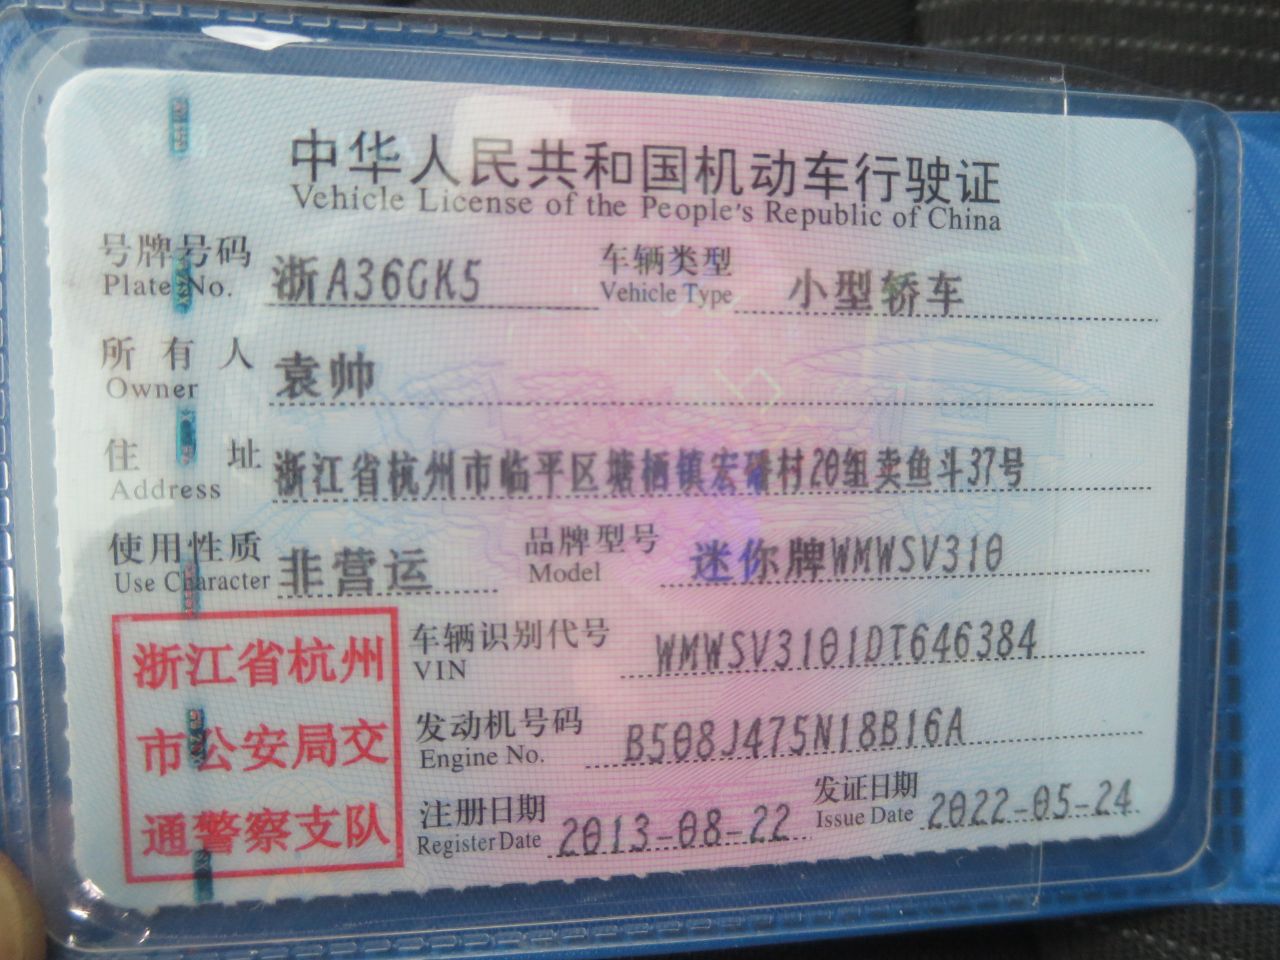 中华人民共和国机动车行驶证
Vehicle License of the People's Republic of China
号牌号码 浙A36GK5 车辆类型 小型轿车
Plate No. Vehicle Type
所有人 袁帅
Owner
住址 浙江省杭州市临平区塘栖镇宏磻村20组卖鱼斗37号
Address
使用性质 非营运 品牌型号 迷你牌WMWSV310
Use Character Model
浙江省杭州
市公安局交
通警察支队
车辆识别代号 WMWSV3101DT646384
VIN
发动机号码 B508J475N18B16A
Engine No.
注册日期 2013-08-22 发证日期 2022-05-24
Register Date Issue Date